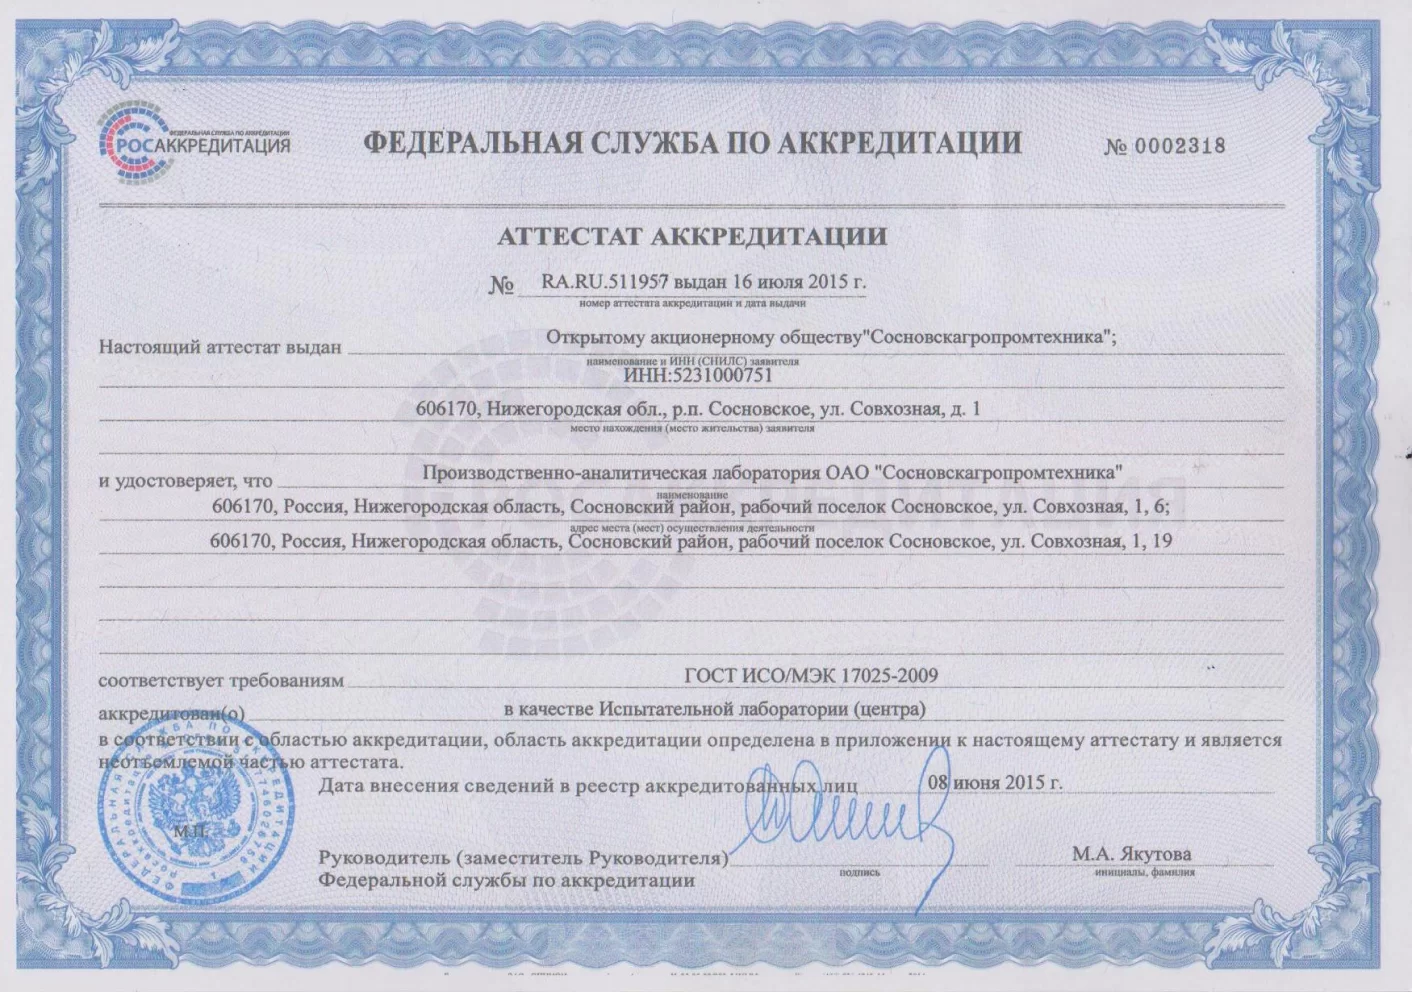 ФЕДЕРАЛЬНАЯ СЛУЖБА ПО АККРЕДИТАЦИИ
РОСАККРЕДИТАЦИЯ
ФЕДЕРАЛЬНАЯ СЛУЖБА ПО АККРЕДИТАЦИИ
№ 0002318
АТТЕСТАТ АККРЕДИТАЦИИ
№ RA.RU.511957 выдан 16 июля 2015 г.
номер аттестата аккредитации и дата выдачи
Настоящий аттестат выдан Открытому акционерному обществу"Сосновскагропромтехника";
наименование и ИНН (СНИЛС) заявителя
ИНН:5231000751
606170, Нижегородская обл., р.п. Сосновское, ул. Совхозная, д. 1
место нахождения (место жительства) заявителя
и удостоверяет, что Производственно-аналитическая лаборатория ОАО "Сосновскагропромтехника"
наименование
606170, Россия, Нижегородская область, Сосновский район, рабочий поселок Сосновское, ул. Совхозная, 1, 6;
адрес места (мест) осуществления деятельности
606170, Россия, Нижегородская область, Сосновский район, рабочий поселок Сосновское, ул. Совхозная, 1, 19
соответствует требованиям ГОСТ ИСО/МЭК 17025-2009
аккредитован(о) в качестве Испытательной лаборатории (центра)
в соответствии с областью аккредитации, область аккредитации определена в приложении к настоящему аттестату и является
неотъемлемой частью аттестата.
Дата внесения сведений в реестр аккредитованных лиц 08 июня 2015 г.
М.П.
Руководитель (заместитель Руководителя)
Федеральной службы по аккредитации
подпись
М.А. Якутова
инициалы, фамилия